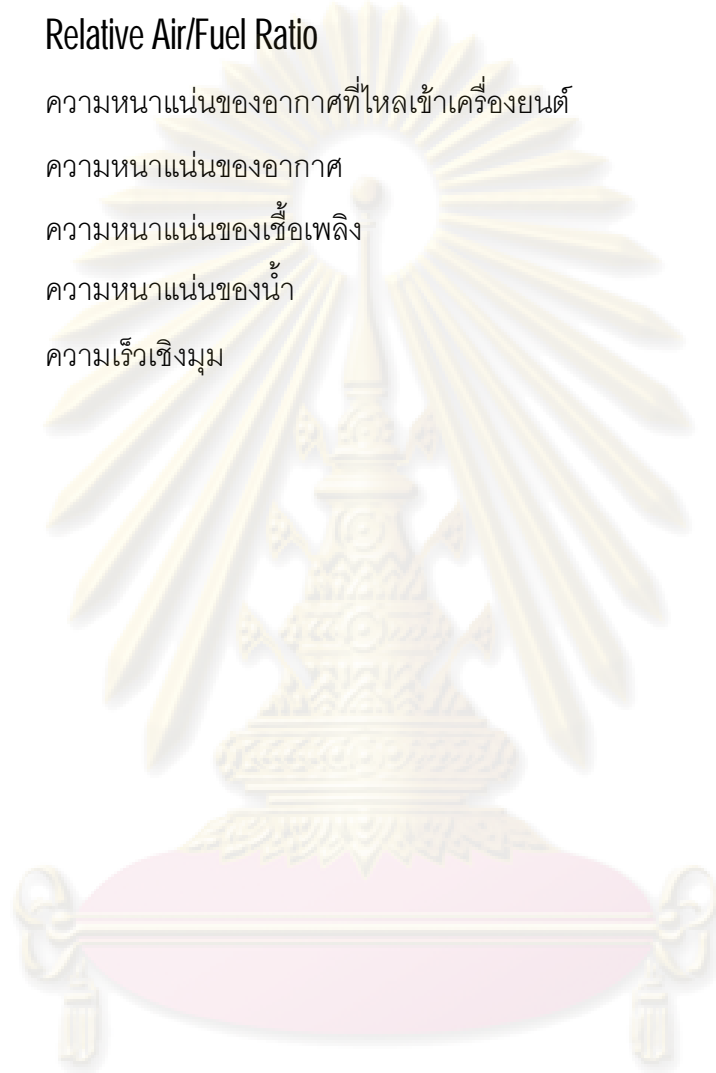 Relative Air/Fuel Ratio
ความหนาแน่นของอากาศที่ไหลเข้าเครื่องยนต์
ความหนาแน่นของอากาศ
ความหนาแน่นของเชื้อเพลิง
ความหนาแน่นของน้ำ
ความเร็วเชิงมุม